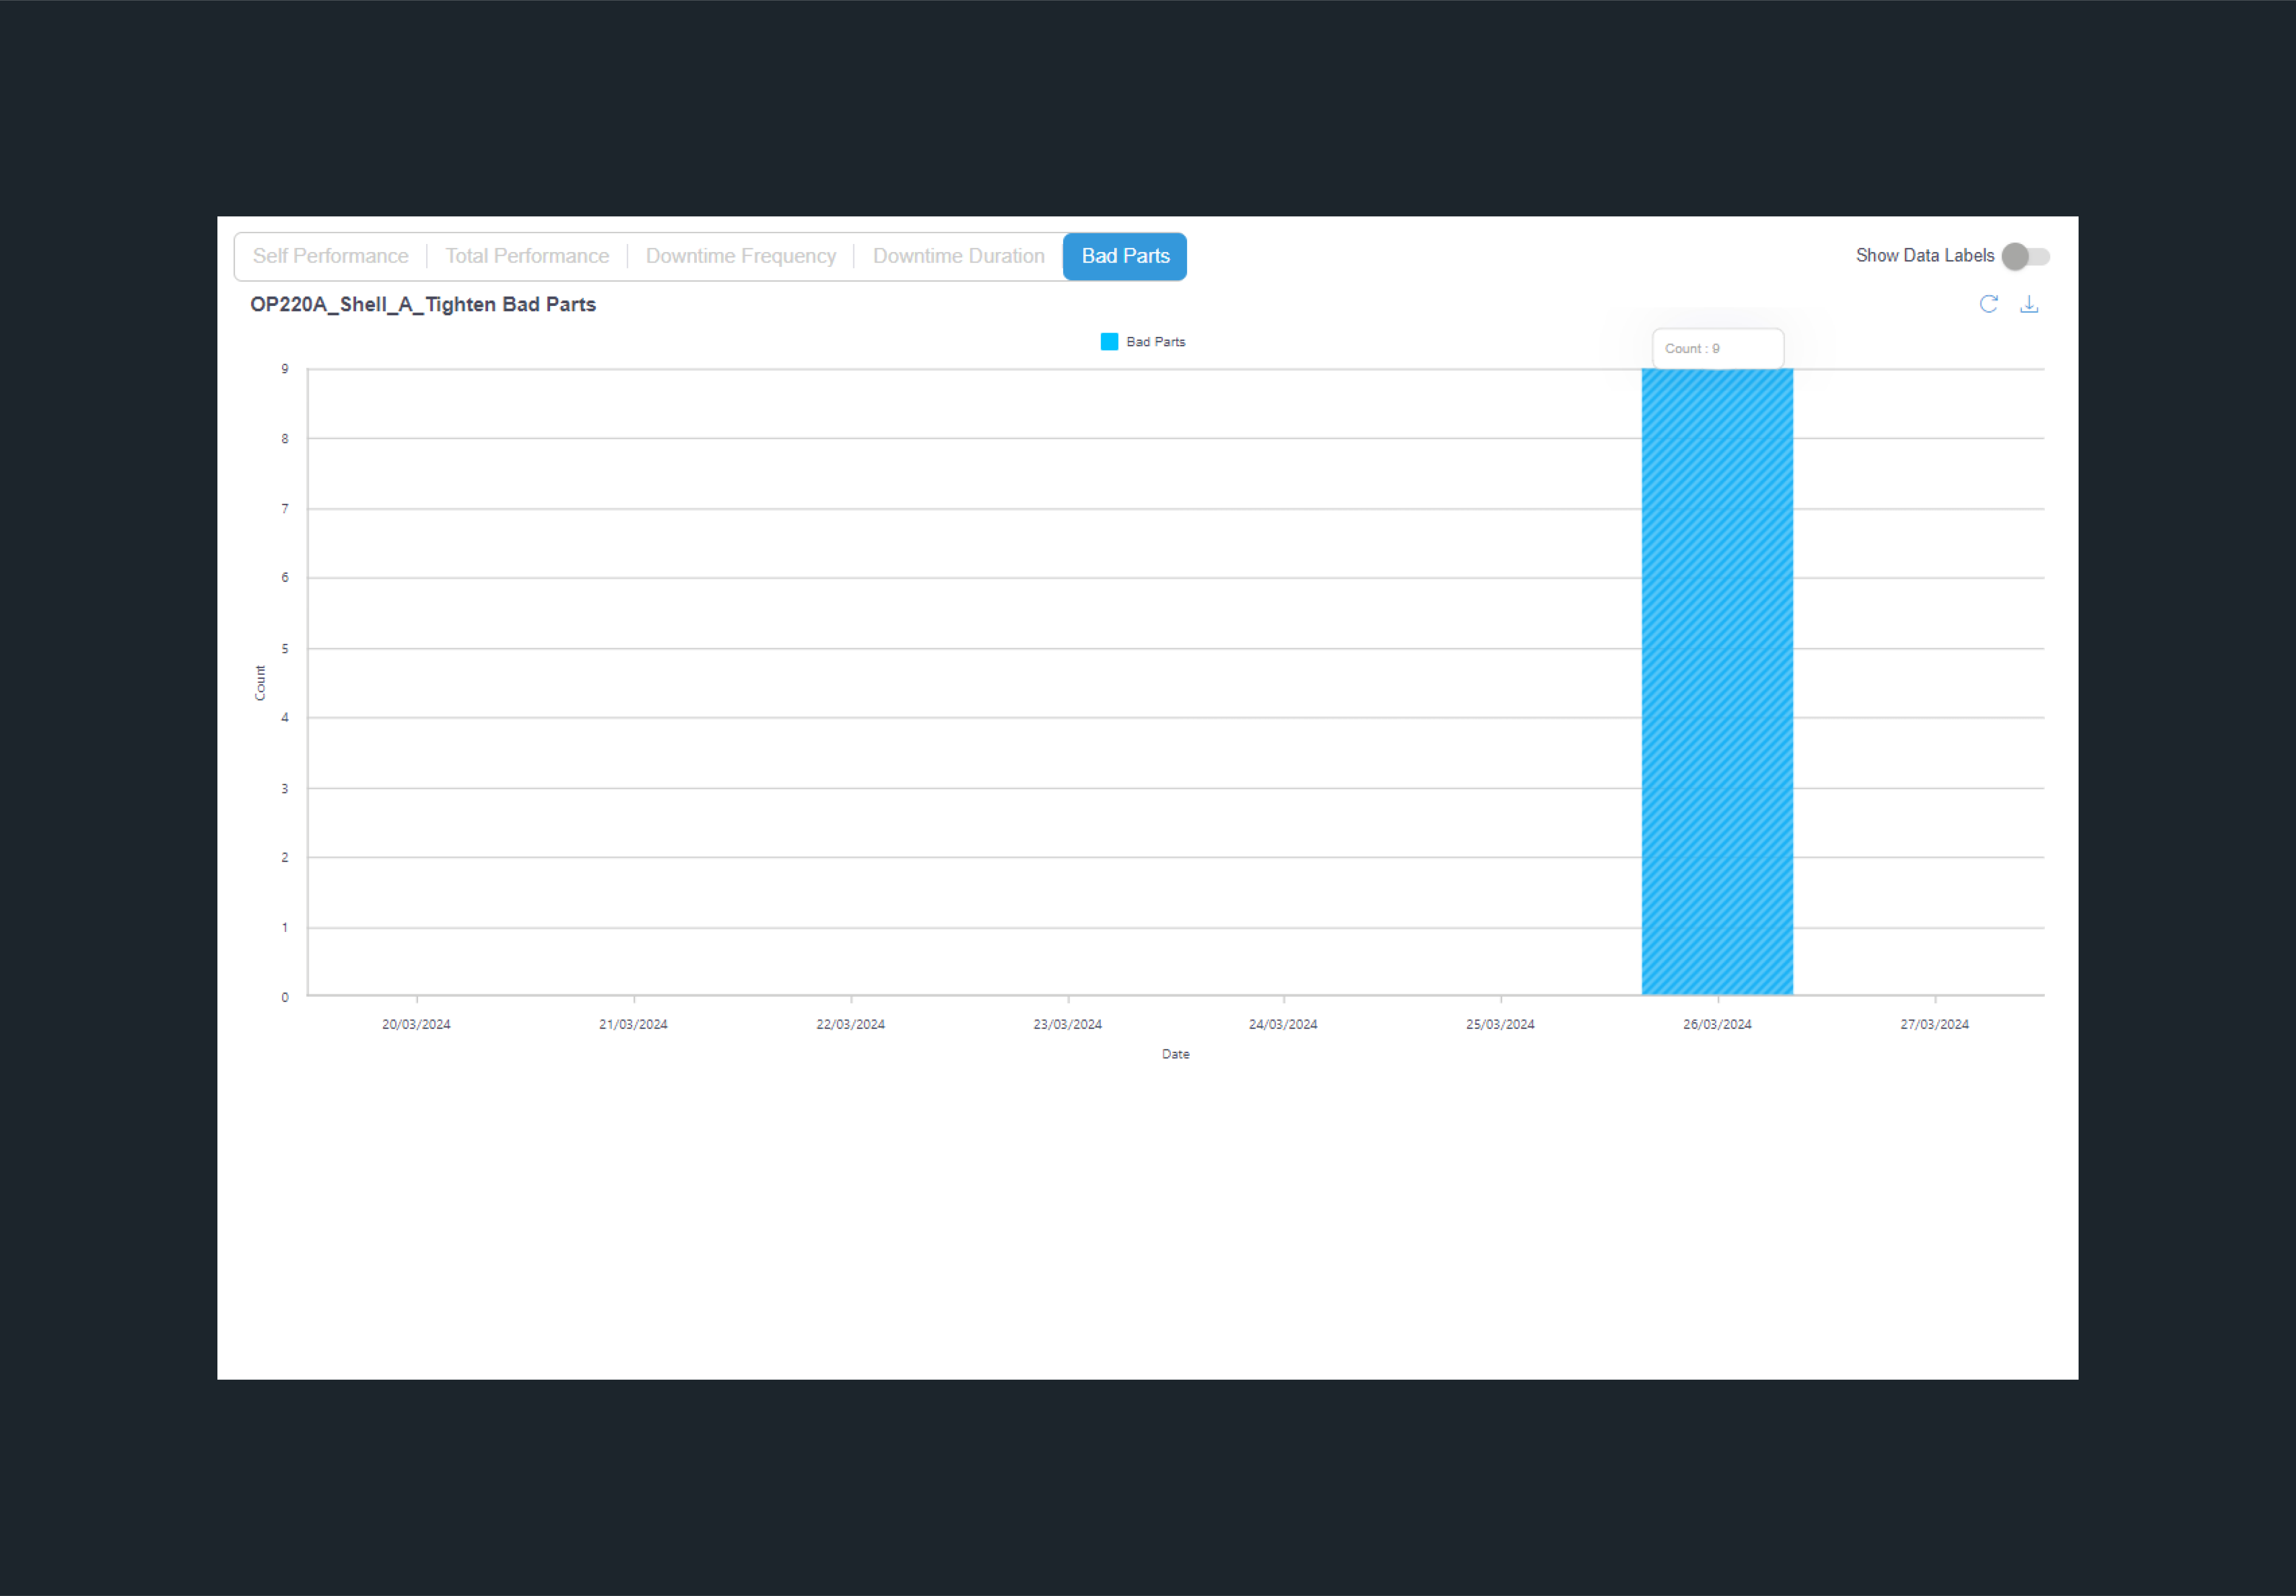 Self Performance Total Performance Downtime Frequency Downtime Duration Bad Parts Show Data Labels
OP220A_Shell_A_Tighten Bad Parts
Bad Parts
Count : 9
9
8
7
6
5
Count
4
3
2
1
0
20/03/2024 21/03/2024 22/03/2024 23/03/2024 24/03/2024 25/03/2024 26/03/2024 27/03/2024
Date